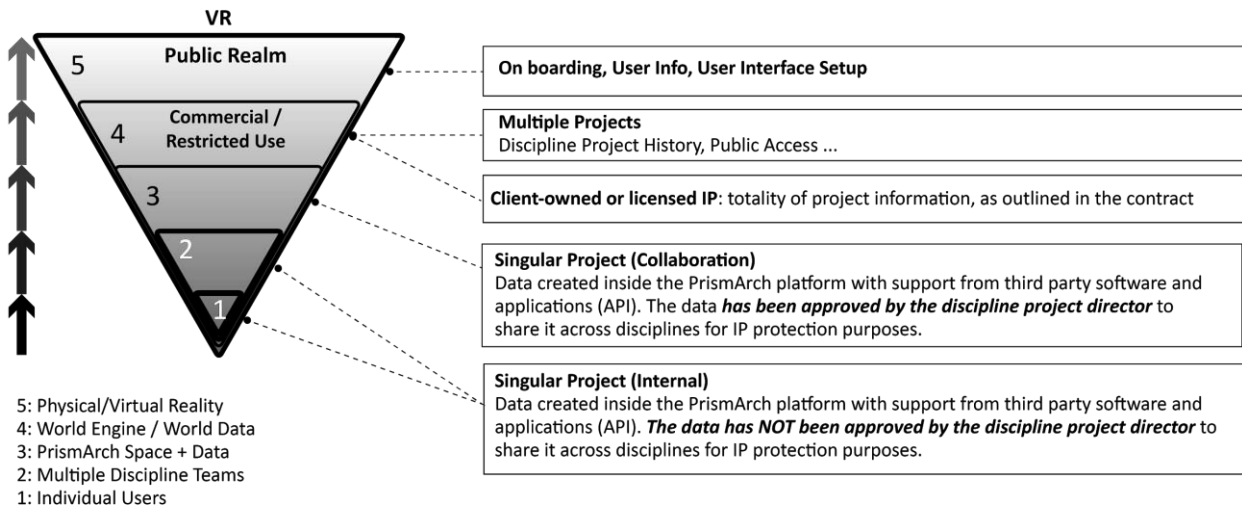 VR
5
Public Realm
4
Commercial /
Restricted Use
3
2
1
On boarding, User Info, User Interface Setup
Multiple Projects
Discipline Project History, Public Access ...
Client-owned or licensed IP: totality of project information, as outlined in the contract
Singular Project (Collaboration)
Data created inside the PrismArch platform with support from third party software and
applications (API). The data has been approved by the discipline project director to
share it across disciplines for IP protection purposes.
Singular Project (Internal)
Data created inside the PrismArch platform with support from third party software and
applications (API). The data has NOT been approved by the discipline project director to
share it across disciplines for IP protection purposes.
5: Physical/Virtual Reality
4: World Engine / World Data
3: PrismArch Space + Data
2: Multiple Discipline Teams
1: Individual Users